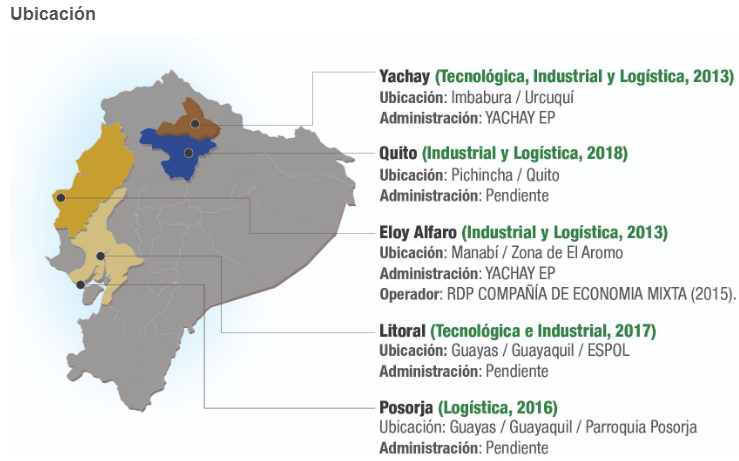 Ubicación
Yachay (Tecnológica, Industrial y Logística, 2013)
Ubicación: Imbabura / Urcuquí
Administración: YACHAY EP
Quito (Industrial y Logística, 2018)
Ubicación: Pichincha / Quito
Administración: Pendiente
Eloy Alfaro (Industrial y Logística, 2013)
Ubicación: Manabí / Zona de El Aromo
Administración: YACHAY EP
Operador: RDP COMPAÑÍA DE ECONOMIA MIXTA (2015).
Litoral (Tecnológica e Industrial, 2017)
Ubicación: Guayas / Guayaquil / ESPOL
Administración: Pendiente
Posorja (Logística, 2016)
Ubicación: Guayas / Guayaquil / Parroquia Posorja
Administración: Pendiente